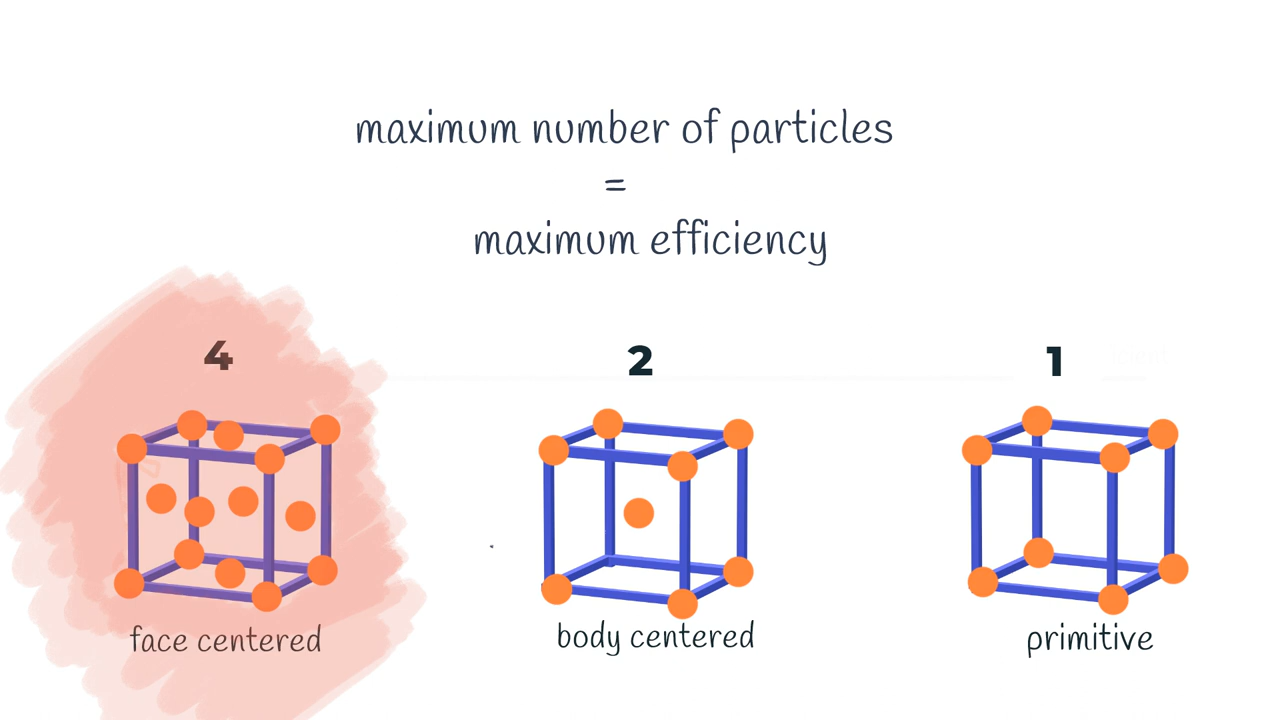 maximum number of particles
=
maximum efficiency
4
2
1
face centered
body centered
primitive